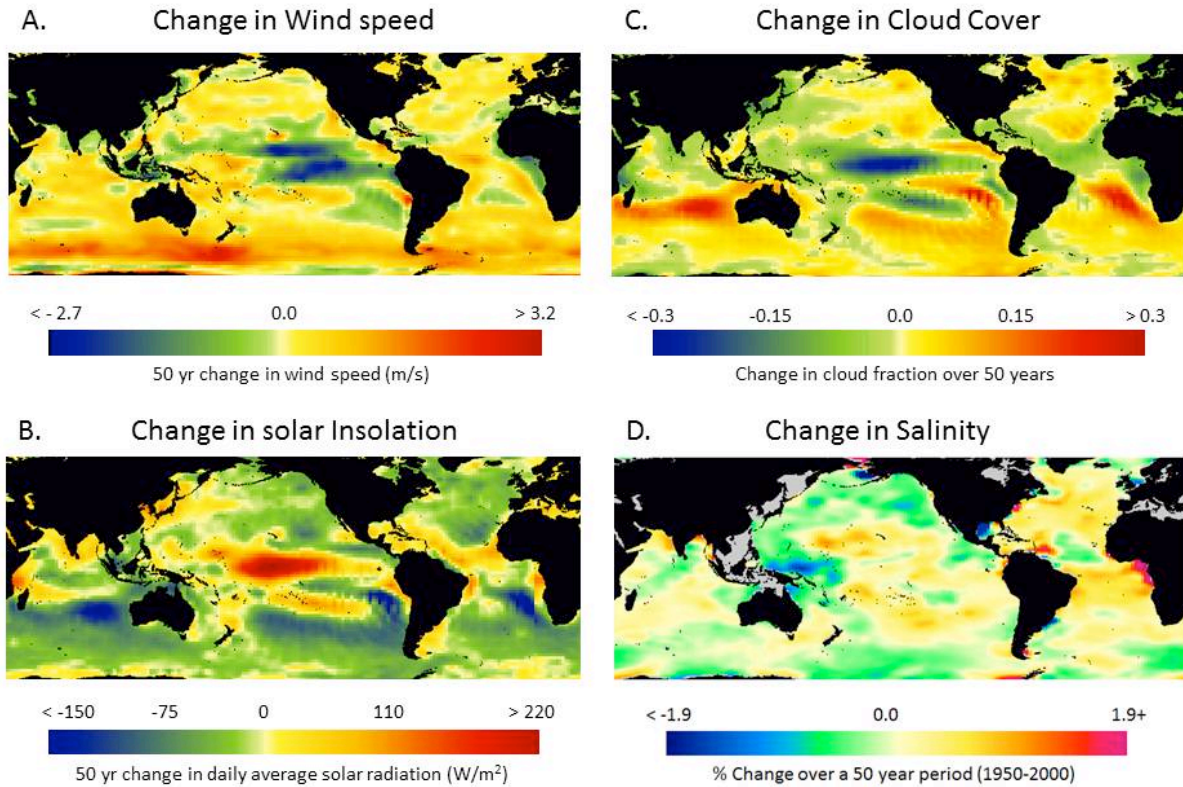 A. Change in Wind speed
< - 2.7 0.0 > 3.2
50 yr change in wind speed (m/s)
C. Change in Cloud Cover
< -0.3 -0.15 0.0 0.15 > 0.3
Change in cloud fraction over 50 years
B. Change in solar Insolation
< -150 -75 0 110 > 220
50 yr change in daily average solar radiation (W/m²)
D. Change in Salinity
< -1.9 0.0 1.9+
% Change over a 50 year period (1950-2000)